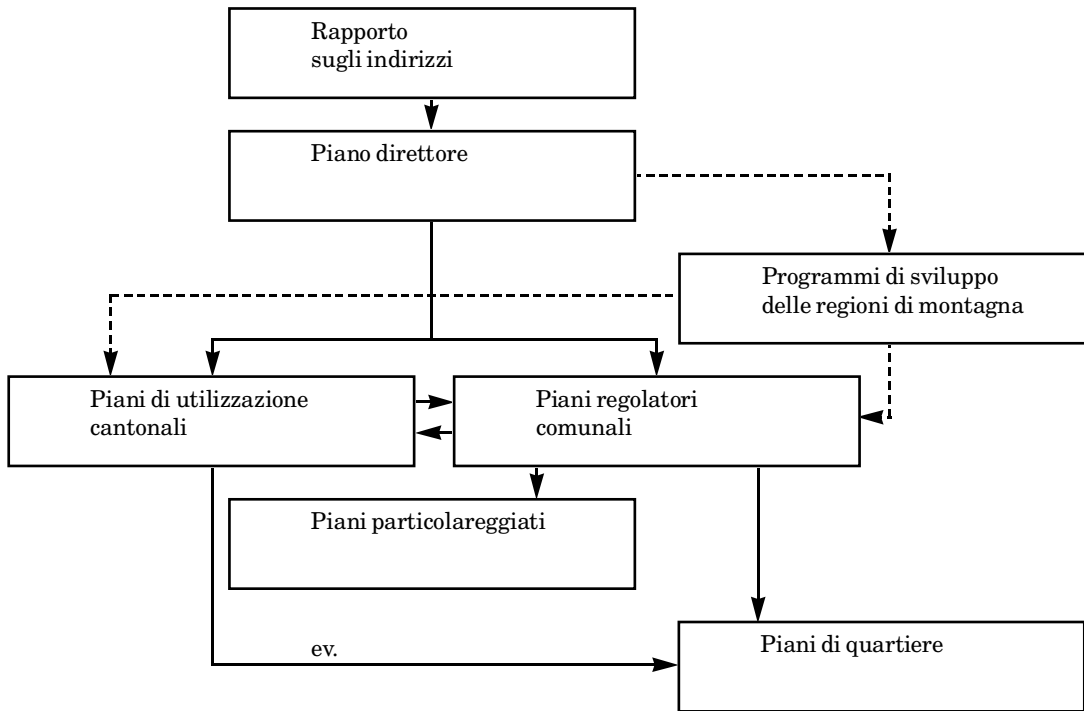 Rapporto
sugli indirizzi
Piano direttore
Programmi di sviluppo
delle regioni di montagna
Piani di utilizzazione
cantonali
Piani regolatori
comunali
Piani particolareggiati
ev.
Piani di quartiere